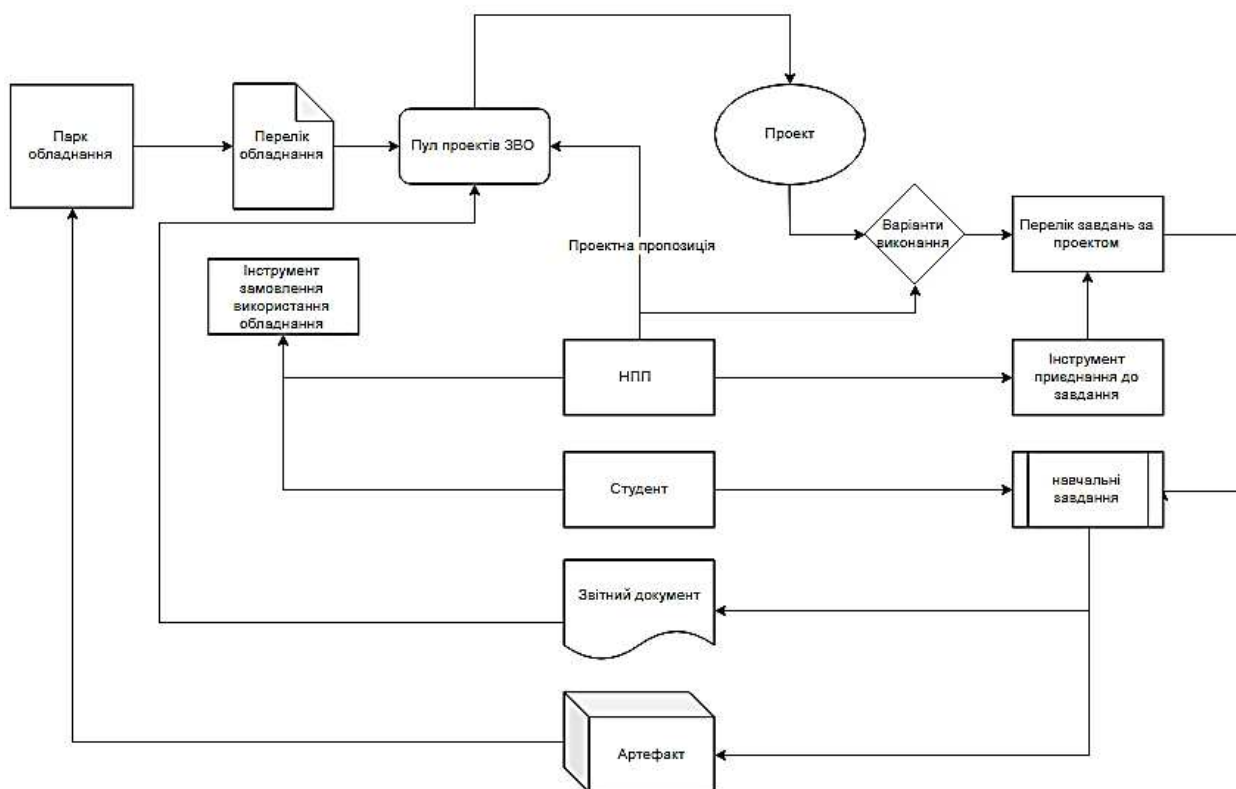 Парк
обладнання
Перелік
обладнання
Пул проектів ЗВО
Проект
Проектна пропозиція
Варіанти
виконання
Перелік завдань за
проектом
Інструмент
замовлення
використання
обладнання
НПП
Інструмент
приєднання до
завдання
Студент
навчальні
завдання
Звітний документ
Артефакт